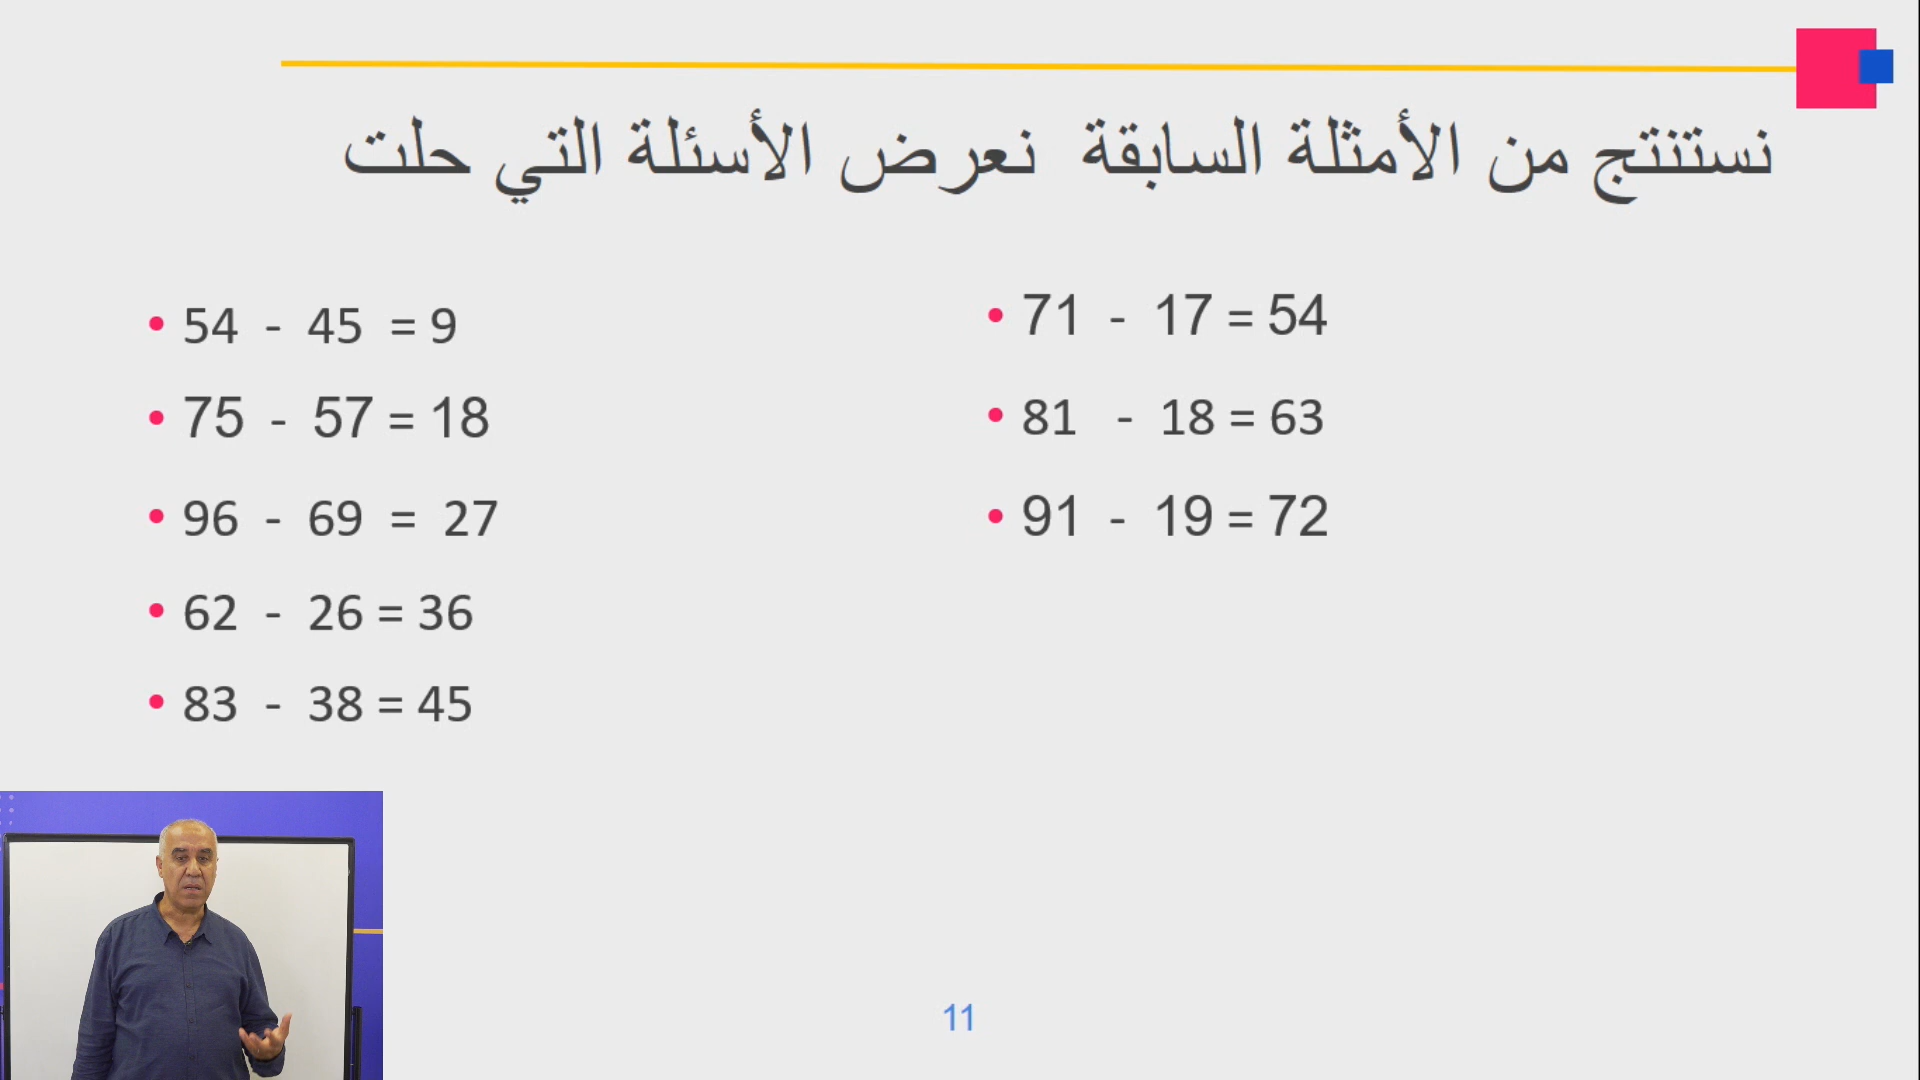 نستنتج من الأمثلة السابقة نعرض الأسئلة التي حلت
54 - 45 = 9
75 - 57 = 18
96 - 69 = 27
62 - 26 = 36
83 - 38 = 45
71 - 17 = 54
81 - 18 = 63
91 - 19 = 72
11